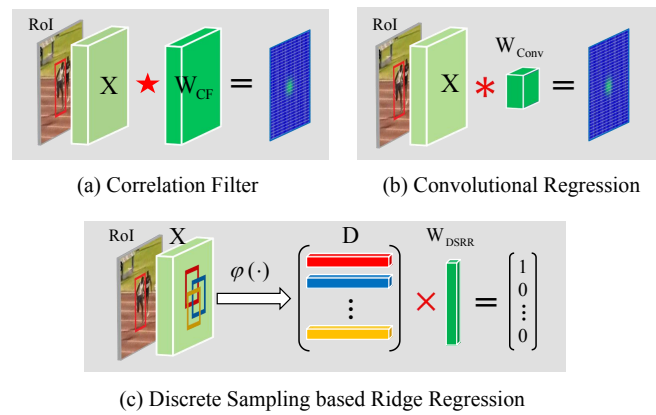 RoI
X ★ W_CF =
(a) Correlation Filter
RoI
X * W_Conv =
(b) Convolutional Regression
RoI X
φ(·)
D
⋮
× W_DSRR =
1
0
⋮
0
(c) Discrete Sampling based Ridge Regression